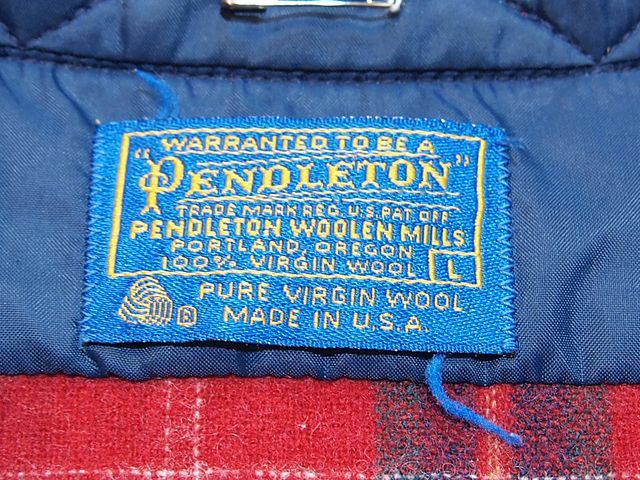 WARRANTED TO BE A
"PENDLETON"
TRADE MARK REG. U.S. PAT. OFF
PENDLETON WOOLEN MILLS
PORTLAND, OREGON
100% VIRGIN WOOL L
® PURE VIRGIN WOOL
MADE IN U.S.A.